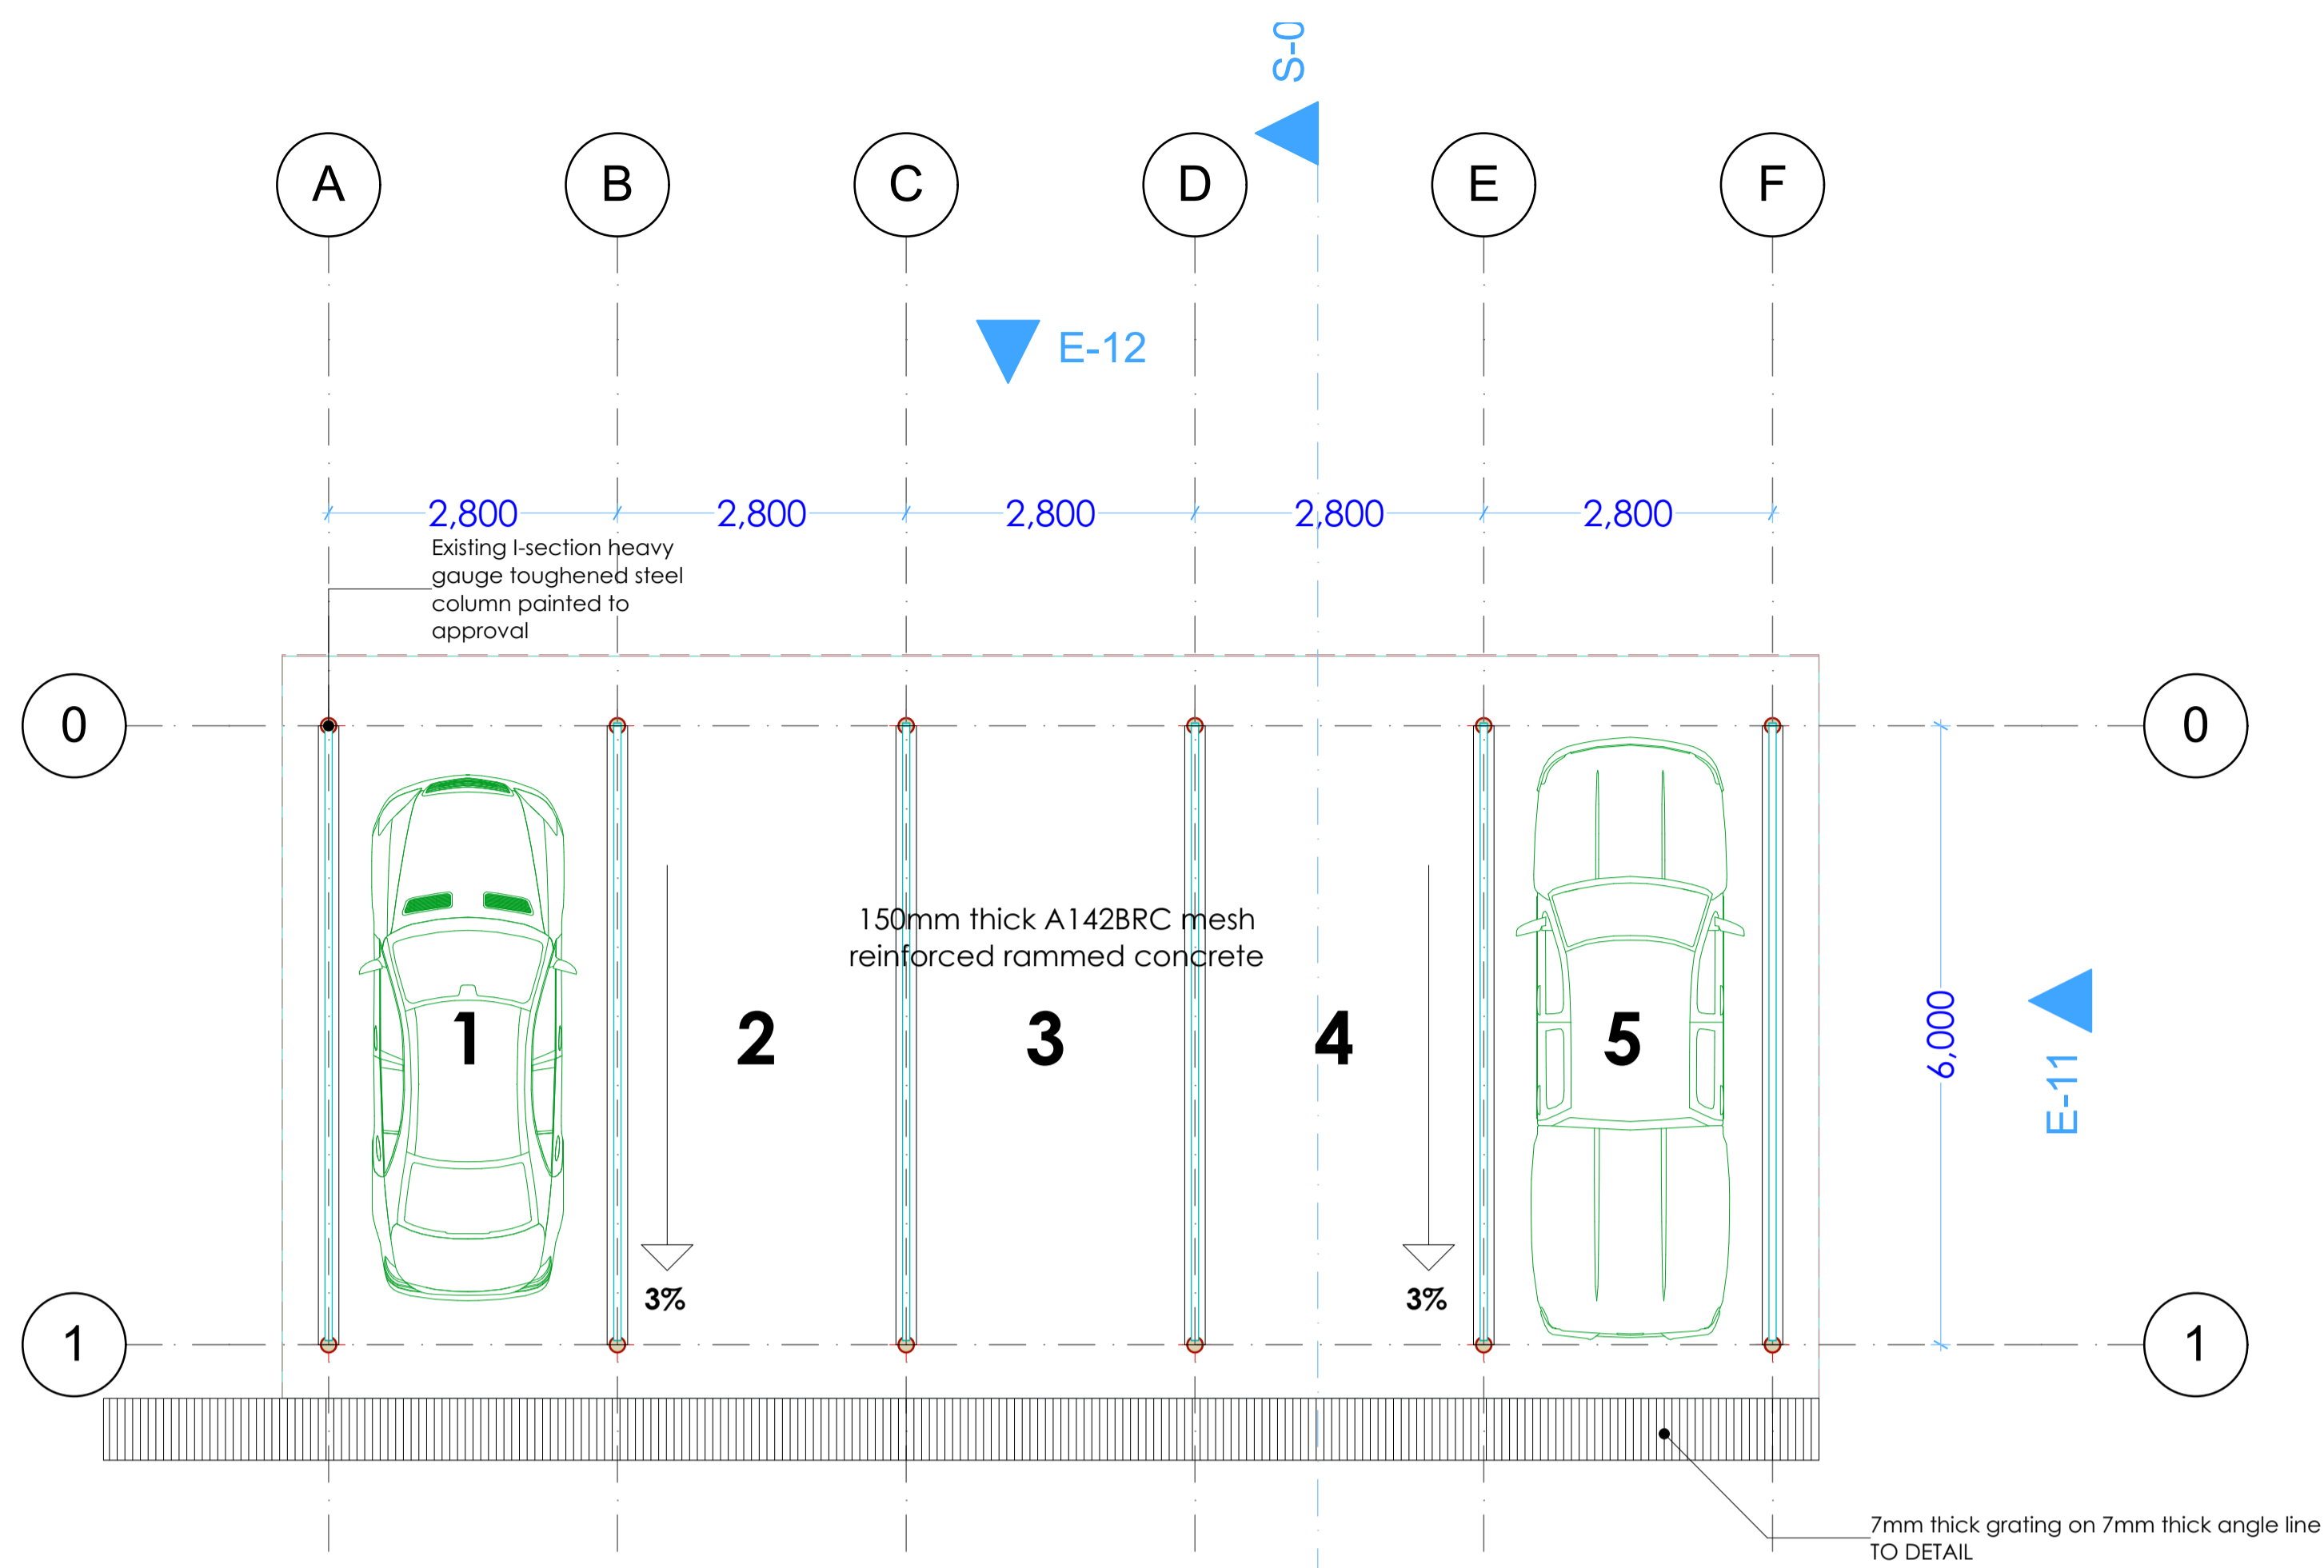 S-0
A B C D E F
E-12
2,800 2,800 2,800 2,800 2,800
Existing I-section heavy
gauge toughened steel
column painted to
approval
0 0
150mm thick A142BRC mesh
reinforced rammed concrete
1 2 3 4 5
6,000
E-11
3% 3%
1 1
7mm thick grating on 7mm thick angle line
TO DETAIL